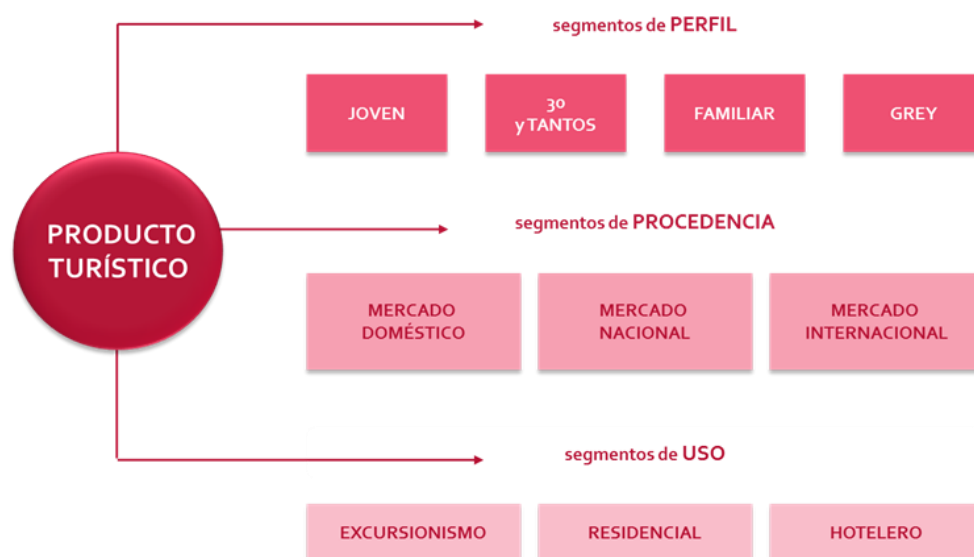 segmentos de PERFIL
JOVEN
30
y TANTOS
FAMILIAR
GREY
PRODUCTO
TURÍSTICO
segmentos de PROCEDENCIA
MERCADO
DOMÉSTICO
MERCADO
NACIONAL
MERCADO
INTERNACIONAL
segmentos de USO
EXCURSIONISMO
RESIDENCIAL
HOTELERO